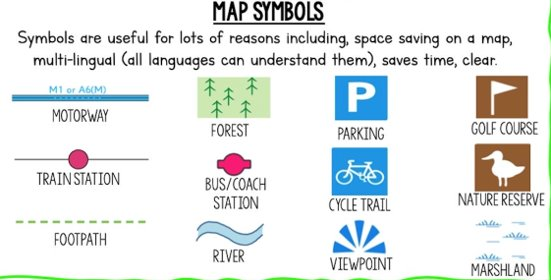 MAP SYMBOLS
Symbols are useful for lots of reasons including, space saving on a map,
multi-lingual (all languages can understand them), saves time, clear.
M1 or A6(M)
MOTORWAY
FOREST
P
PARKING
GOLF COURSE
TRAIN STATION
BUS/COACH
STATION
CYCLE TRAIL
NATURE RESERVE
FOOTPATH
RIVER
VIEWPOINT
MARSHLAND